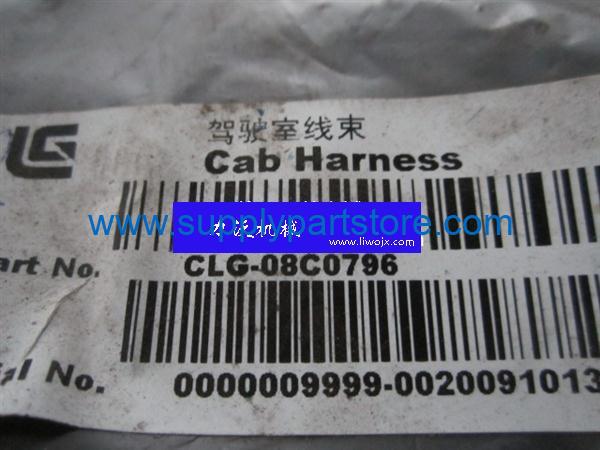 LG
驾驶室线束
Cab Harness
www.supplypartstore.com
力沃机械
www.liwojx.com
art No. CLG-08C0796
ial No. 0000009999-0020091013